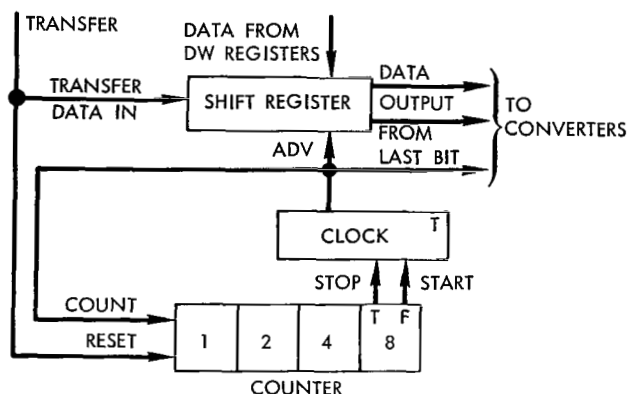 TRANSFER
DATA FROM
DW REGISTERS
TRANSFER
DATA IN
SHIFT REGISTER
DATA
OUTPUT
FROM
LAST BIT
TO
CONVERTERS
ADV
CLOCK
T
STOP
START
COUNT
RESET
T F
1 2 4 8
COUNTER